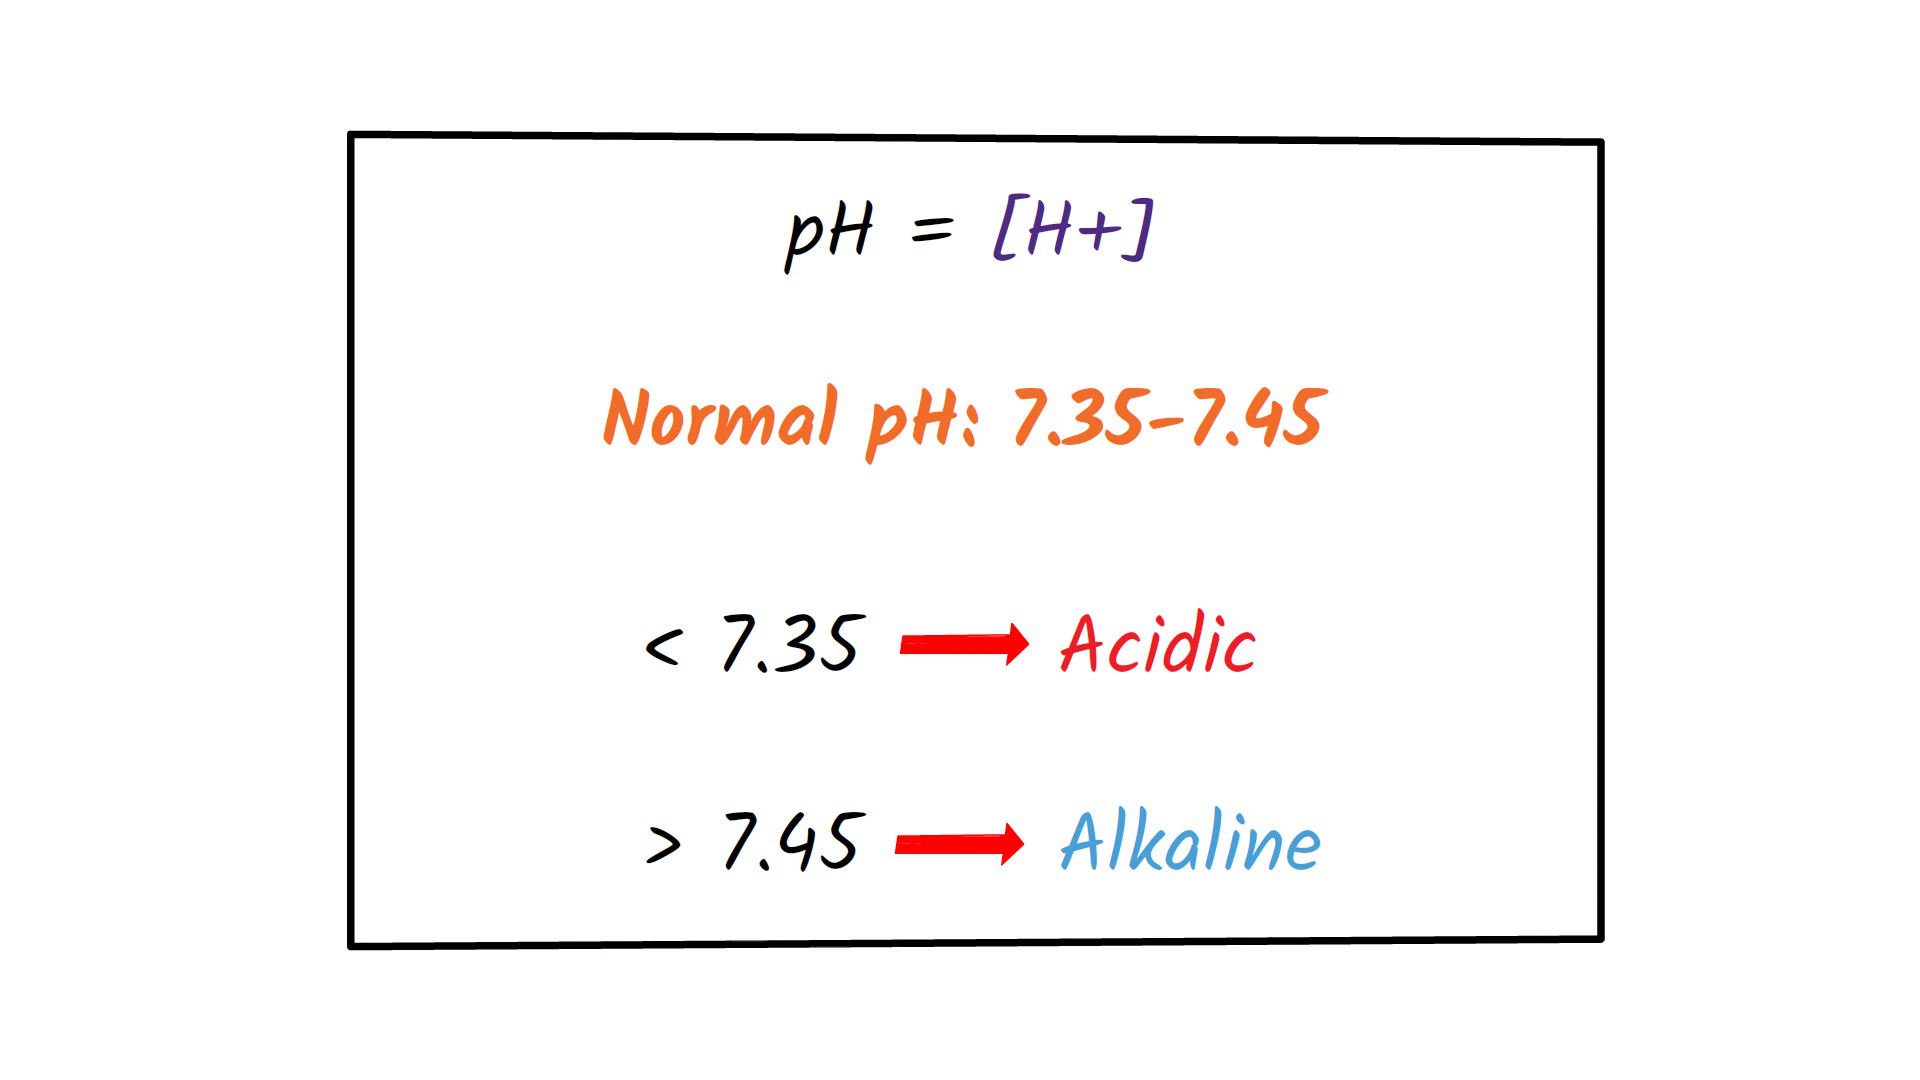 pH = [H+]
Normal pH: 7.35-7.45
< 7.35 Acidic
> 7.45 Alkaline